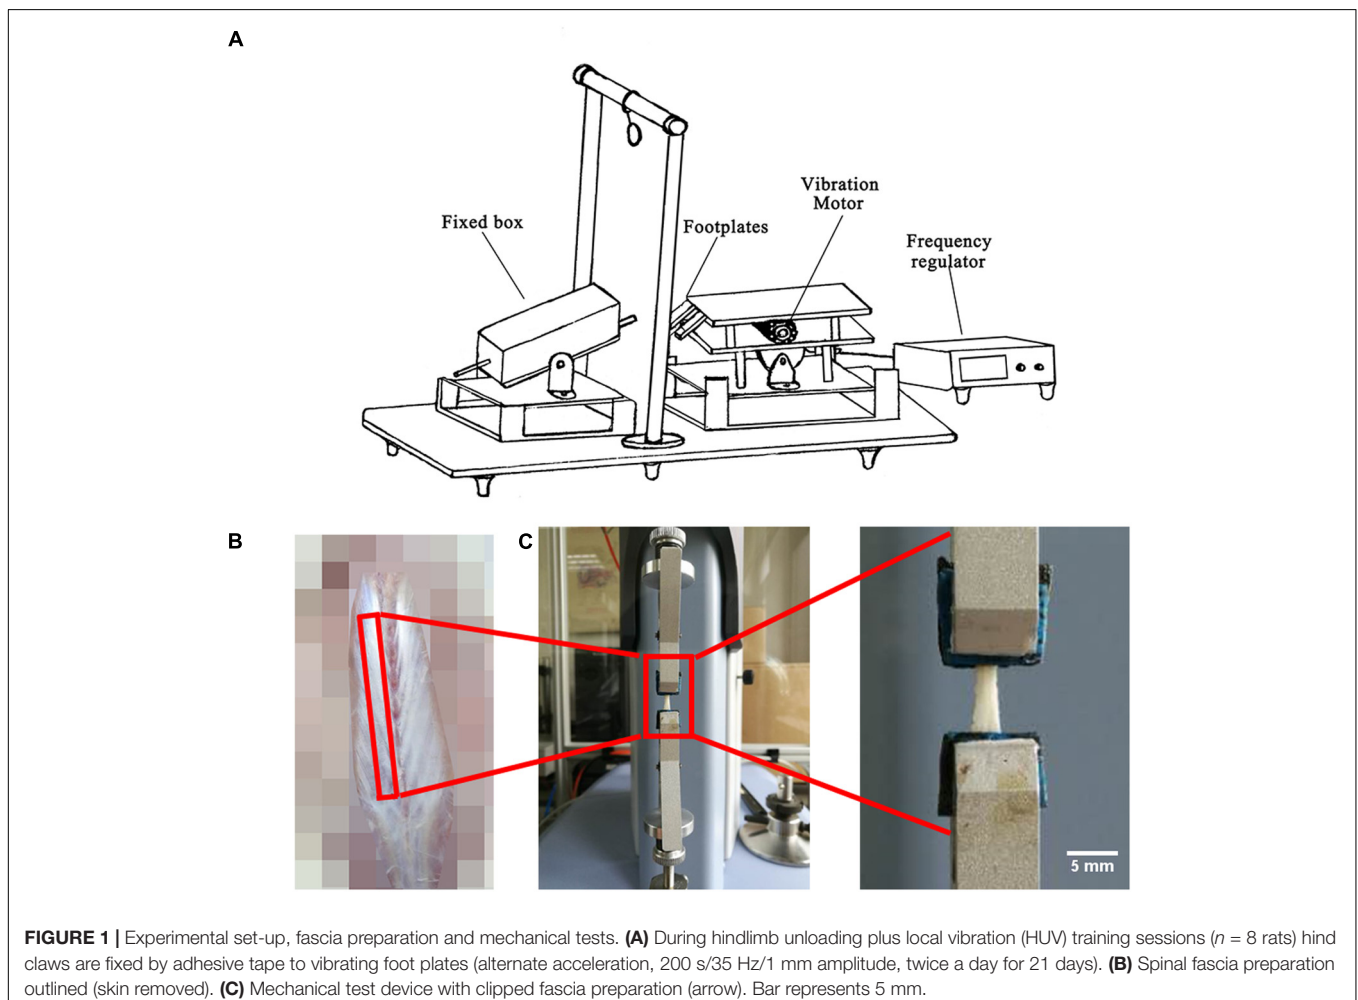 A
Fixed box
Footplates
Vibration
Motor
Frequency
regulator
B
C
5 mm
FIGURE 1 | Experimental set-up, fascia preparation and mechanical tests. (A) During hindlimb unloading plus local vibration (HUV) training sessions (n = 8 rats) hind
claws are fixed by adhesive tape to vibrating foot plates (alternate acceleration, 200 s/35 Hz/1 mm amplitude, twice a day for 21 days). (B) Spinal fascia preparation
outlined (skin removed). (C) Mechanical test device with clipped fascia preparation (arrow). Bar represents 5 mm.